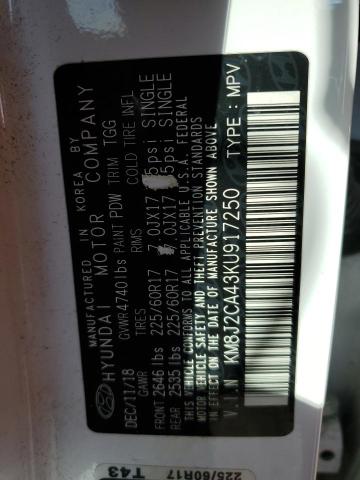 MADE IN KOREA BY
HYUNDAI MOTOR COMPANY
DEC/11/18 GVWR 4740lbs PAINT PDW TRIM TGG
GAWR TIRES RIMS COLD TIRE INFL
FRONT 2646 lbs 225/60R17 7.0JX17 5psi SINGLE
REAR 2535 lbs 225/60R17 7.0JX17 5psi SINGLE
THIS VEHICLE CONFORMS TO ALL APPLICABLE U.S.A. FEDERAL
MOTOR VEHICLE SAFETY AND THEFT PREVENTION STANDARDS
IN EFFECT ON THE DATE OF MANUFACTURE SHOWN ABOVE.
V.I.N : KM8J2CA43KU917250 TYPE : MPV
225/60R17
T43